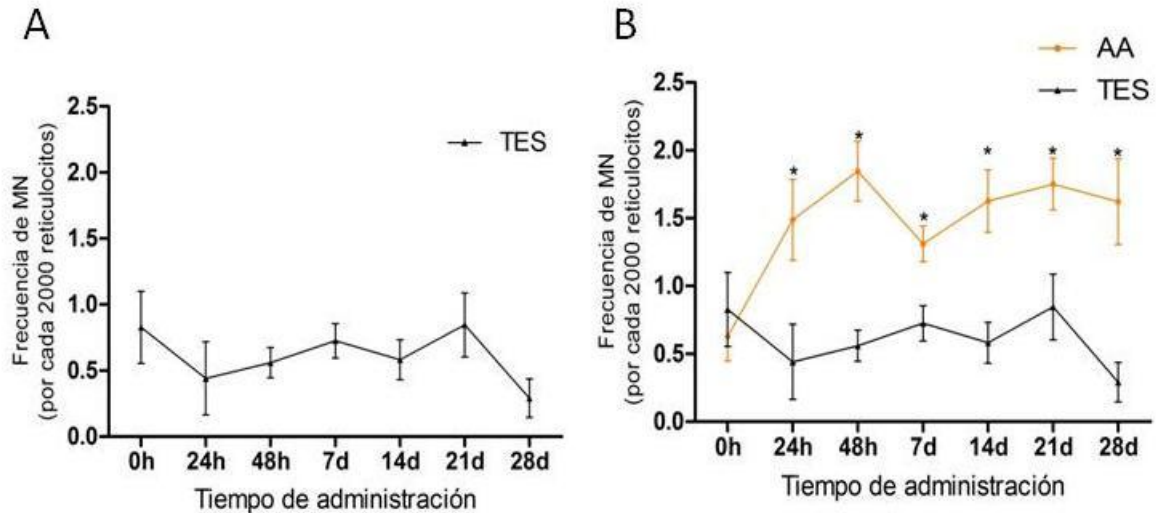 A
TES
2.5
2.0
1.5
1.0
0.5
0.0
Frecuencia de MN
(por cada 2000 reticulocitos)
0h 24h 48h 7d 14d 21d 28d
Tiempo de administración
B
AA
TES
2.5
2.0
1.5
1.0
0.5
0.0
Frecuencia de MN
(por cada 2000 reticulocitos)
* * * * * *
0h 24h 48h 7d 14d 21d 28d
Tiempo de administración